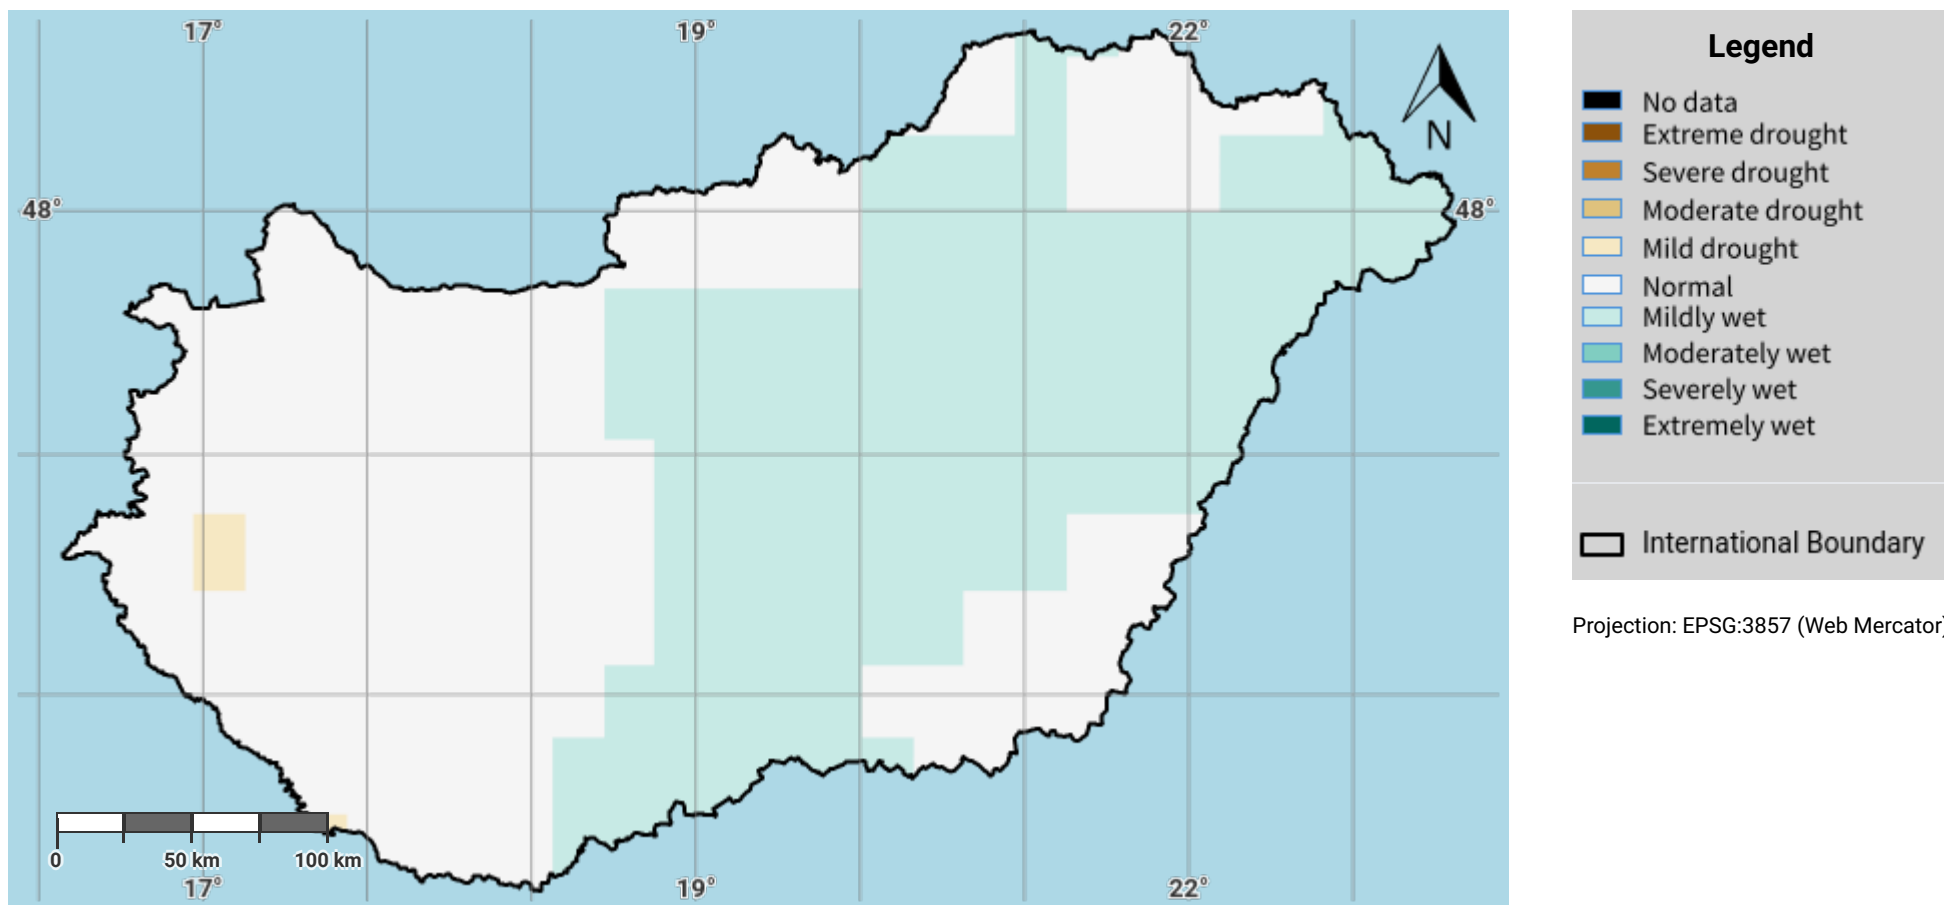 17° 19° 22°
N
48° 48°
0 50 km 100 km
17° 19° 22°
Legend
No data
Extreme drought
Severe drought
Moderate drought
Mild drought
Normal
Mildly wet
Moderately wet
Severely wet
Extremely wet
International Boundary
Projection: EPSG:3857 (Web Mercator)